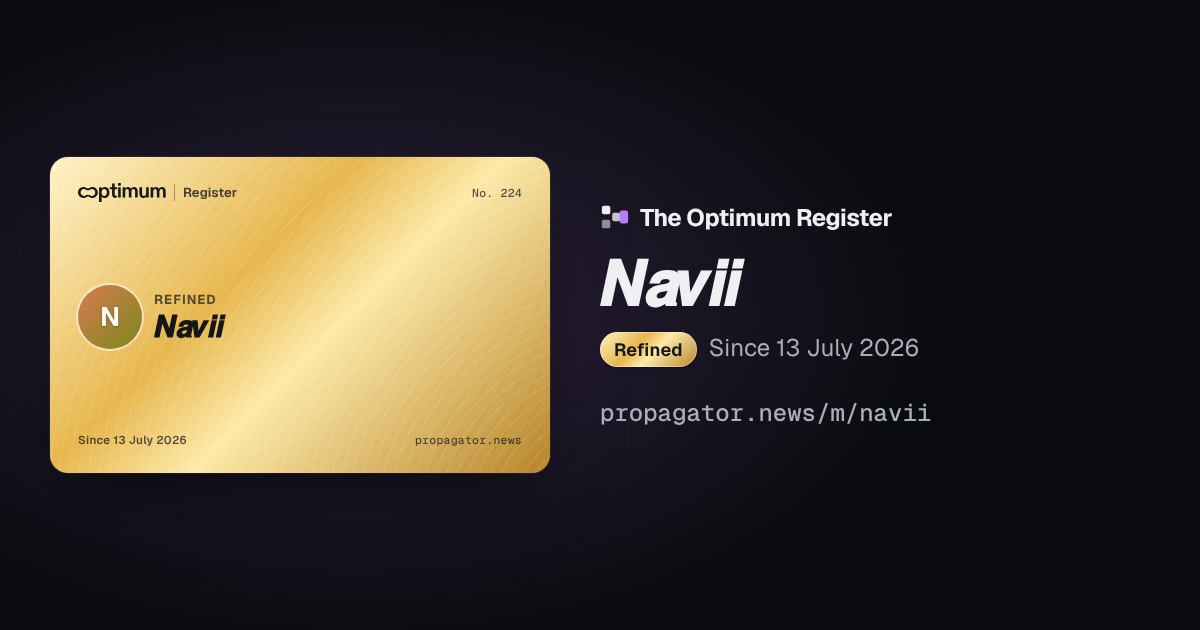 optimum | Register
No. 224
N
REFINED
Navii
Since 13 July 2026
propagator.news
The Optimum Register
Navii
Refined Since 13 July 2026
propagator.news/m/navii